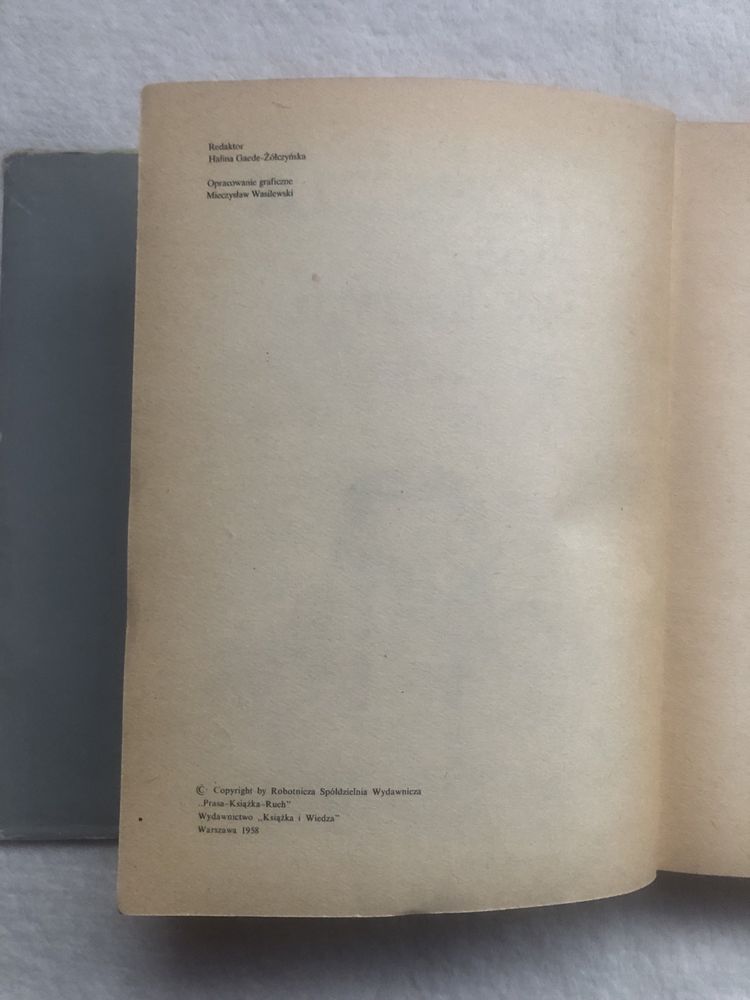 Redaktor
Halina Gaede-Żółczyńska
Opracowanie graficzne
Mieczysław Wasilewski
© Copyright by Robotnicza Spółdzielnia Wydawnicza
„Prasa-Książka-Ruch"
Wydawnictwo „Książka i Wiedza"
Warszawa 1958